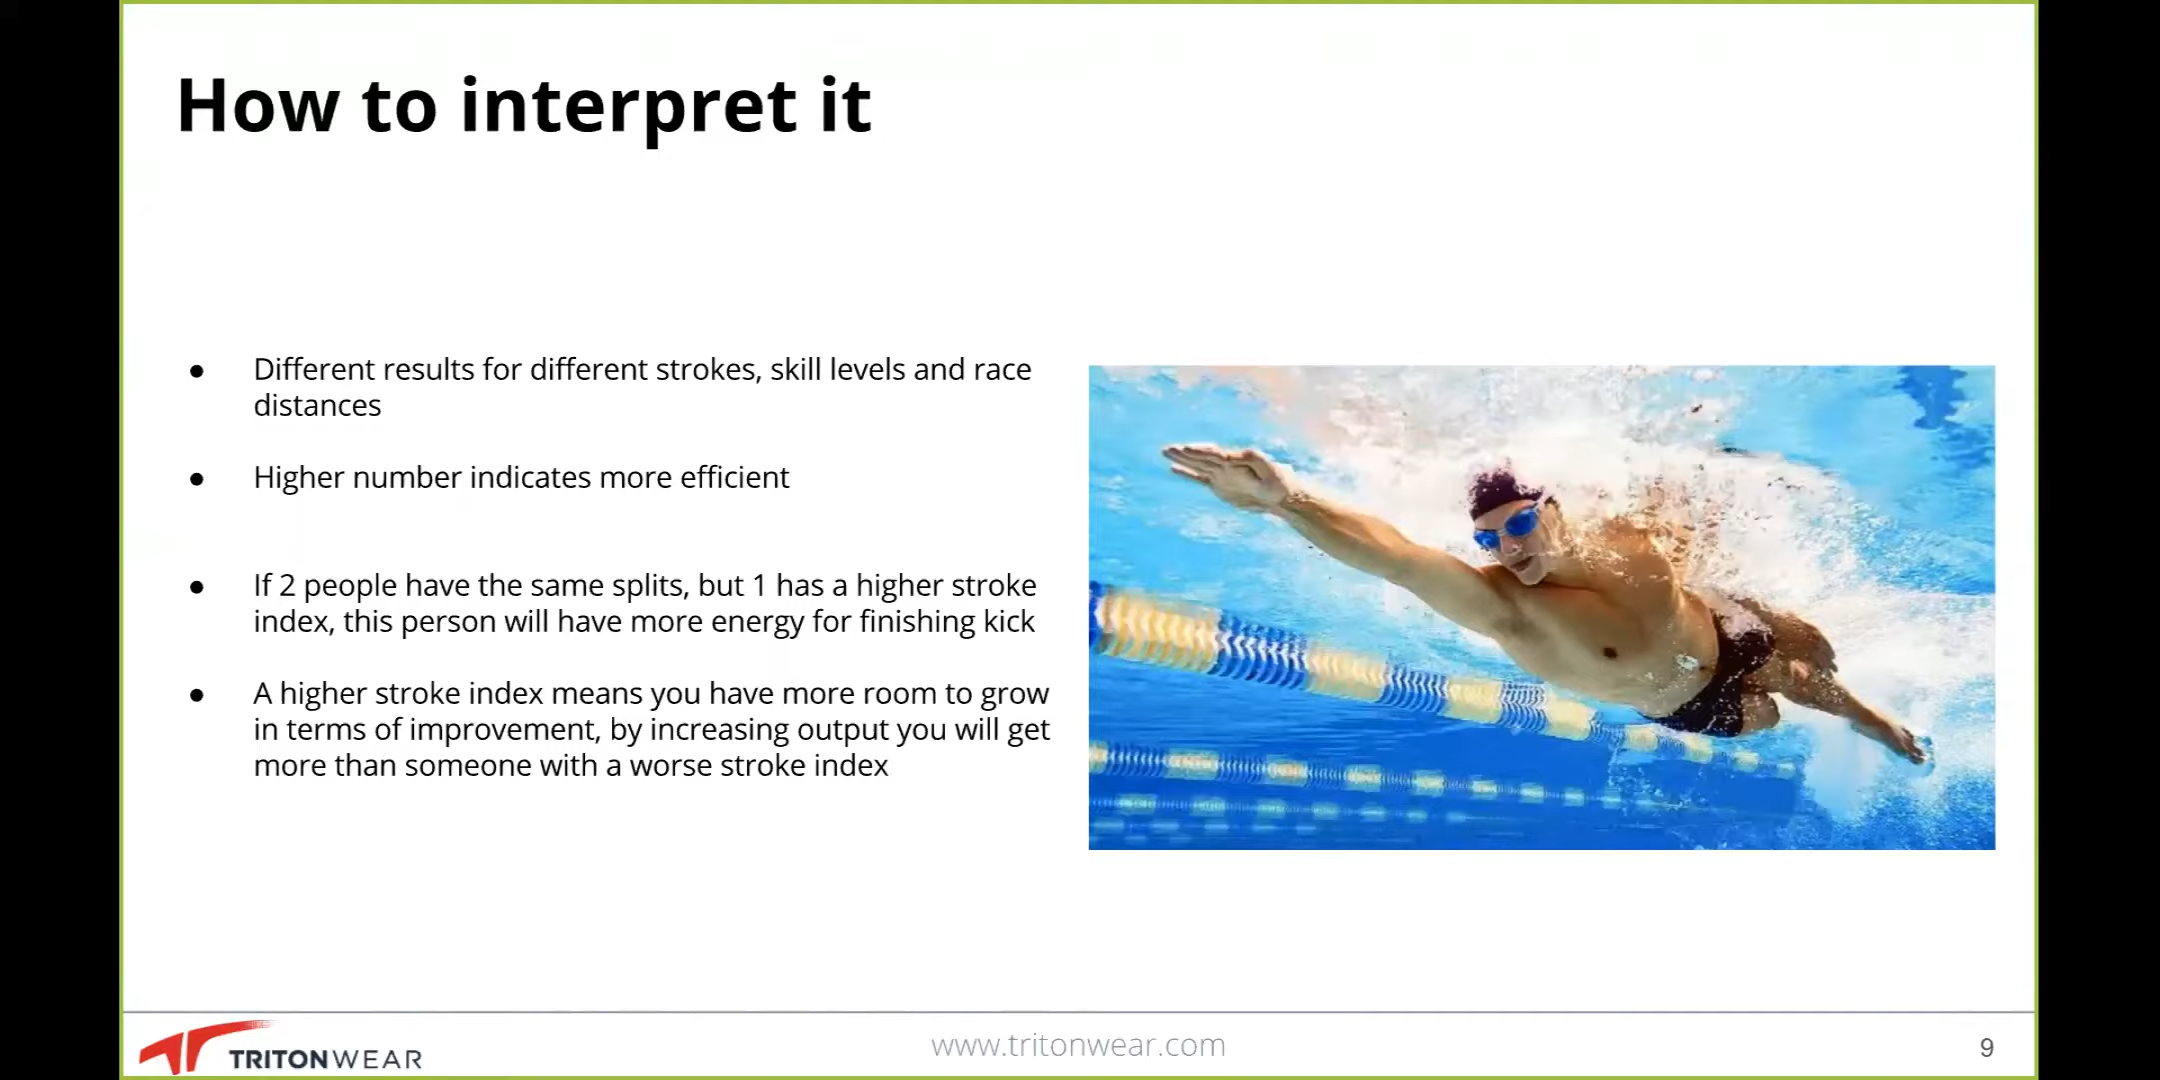 How to interpret it
● Different results for different strokes, skill levels and race
distances
● Higher number indicates more efficient
● If 2 people have the same splits, but 1 has a higher stroke
index, this person will have more energy for finishing kick
● A higher stroke index means you have more room to grow
in terms of improvement, by increasing output you will get
more than someone with a worse stroke index
TRITONWEAR
www.tritonwear.com
9